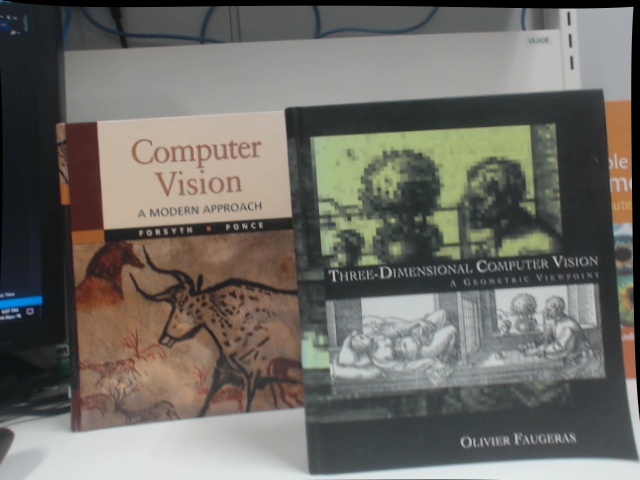 Computer
Vision
A MODERN APPROACH
FORSYTH • PONCE
THREE-DIMENSIONAL COMPUTER VISION
A GEOMETRIC VIEWPOINT
OLIVIER FAUGERAS